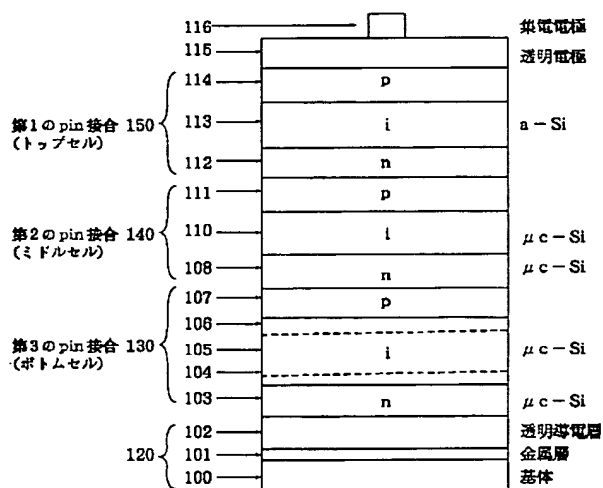 116 集電電極
115 透明電極
114 p
第1のpin接合 150 113 i a-Si
(トップセル)
112 n
111 p
第2のpin接合 140 110 i μc-Si
(ミドルセル)
108 n μc-Si
107 p
106
第3のpin接合 130 105 i μc-Si
(ボトムセル)
104
103 n μc-Si
102 透明導電層
120 101 金属層
100 基体